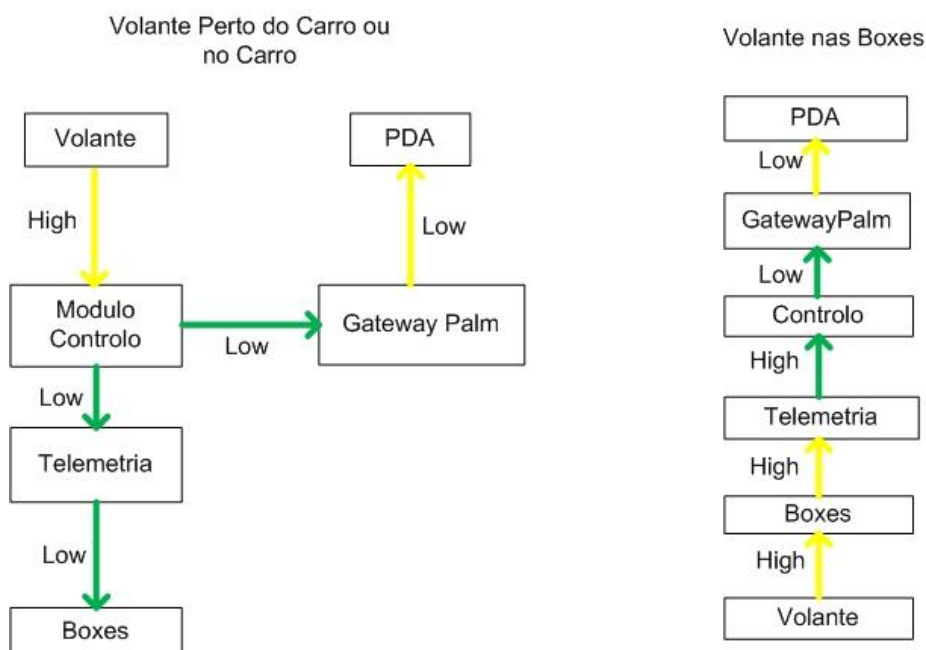 Volante Perto do Carro ou
no Carro
Volante
PDA
High
Low
Modulo
Controlo
Low
Gateway Palm
Low
Telemetria
Low
Boxes
Volante nas Boxes
PDA
Low
GatewayPalm
Low
Controlo
High
Telemetria
High
Boxes
High
Volante